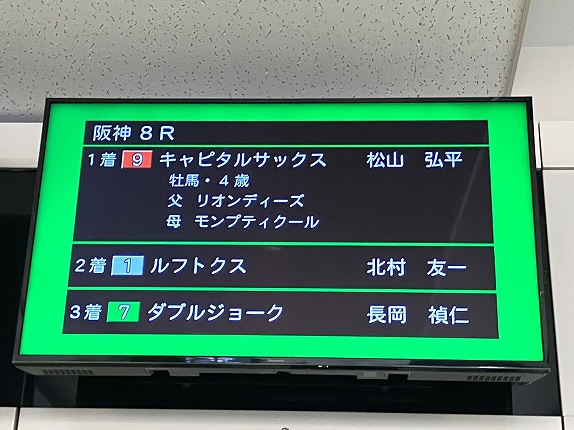 阪神 8R
1着 9 キャピタルサックス 松山 弘平
牡馬・4歳
父 リオンディーズ
母 モンプティクール
2着 1 ルフトクス 北村 友一
3着 7 ダブルジョーク 長岡 禎仁